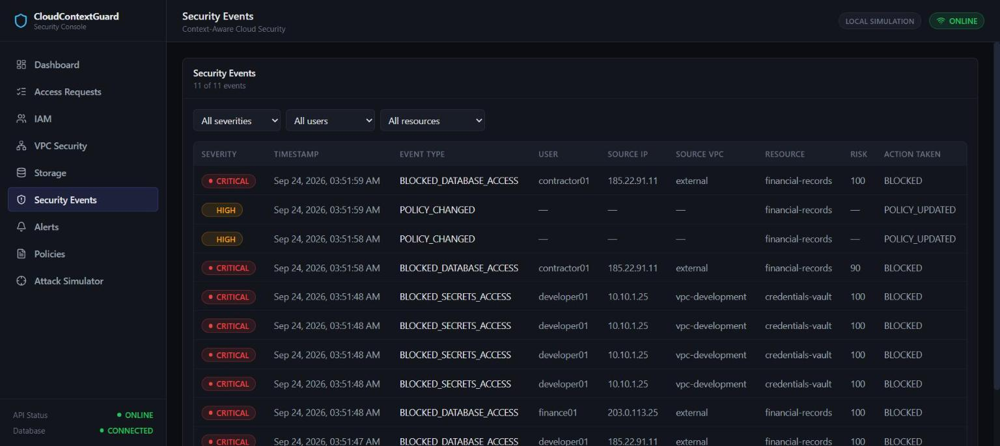 CloudContextGuard
Security Console
Dashboard
Access Requests
IAM
VPC Security
Storage
Security Events
Alerts
Policies
Attack Simulator
API Status ONLINE
Database CONNECTED
Security Events
Context-Aware Cloud Security
LOCAL SIMULATION ONLINE
Security Events
11 of 11 events
All severities All users All resources
SEVERITY TIMESTAMP EVENT TYPE USER SOURCE IP SOURCE VPC RESOURCE RISK ACTION TAKEN
CRITICAL Sep 24, 2026, 03:51:59 AM BLOCKED_DATABASE_ACCESS contractor01 185.22.91.11 external financial-records 100 BLOCKED
HIGH Sep 24, 2026, 03:51:59 AM POLICY_CHANGED — — — financial-records — POLICY_UPDATED
HIGH Sep 24, 2026, 03:51:58 AM POLICY_CHANGED — — — financial-records — POLICY_UPDATED
CRITICAL Sep 24, 2026, 03:51:58 AM BLOCKED_DATABASE_ACCESS contractor01 185.22.91.11 external financial-records 90 BLOCKED
CRITICAL Sep 24, 2026, 03:51:48 AM BLOCKED_SECRETS_ACCESS developer01 10.10.1.25 vpc-development credentials-vault 100 BLOCKED
CRITICAL Sep 24, 2026, 03:51:48 AM BLOCKED_SECRETS_ACCESS developer01 10.10.1.25 vpc-development credentials-vault 100 BLOCKED
CRITICAL Sep 24, 2026, 03:51:48 AM BLOCKED_SECRETS_ACCESS developer01 10.10.1.25 vpc-development credentials-vault 100 BLOCKED
CRITICAL Sep 24, 2026, 03:51:48 AM BLOCKED_SECRETS_ACCESS developer01 10.10.1.25 vpc-development credentials-vault 100 BLOCKED
CRITICAL Sep 24, 2026, 03:51:48 AM BLOCKED_DATABASE_ACCESS finance01 203.0.113.25 external financial-records 100 BLOCKED
CRITICAL Sep 24, 2026, 03:51:47 AM BLOCKED_DATABASE_ACCESS developer01 185.22.91.11 external financial-records 100 BLOCKED